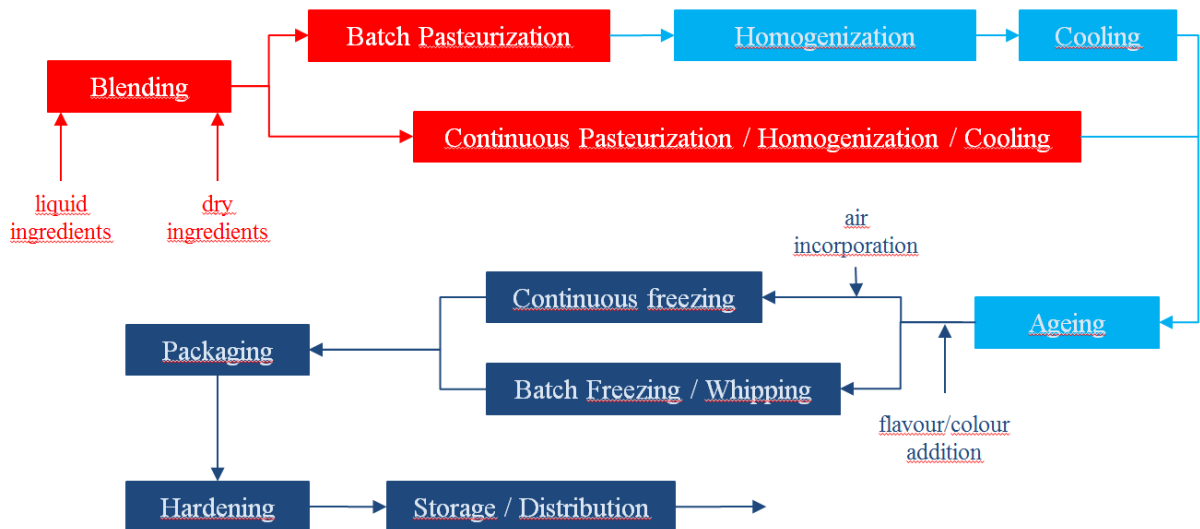 Batch Pasteurization
Homogenization
Cooling
Blending
Continuous Pasteurization / Homogenization / Cooling
liquid
ingredients
dry
ingredients
air
incorporation
Continuous freezing
Ageing
Packaging
Batch Freezing / Whipping
flavour/colour
addition
Hardening
Storage / Distribution